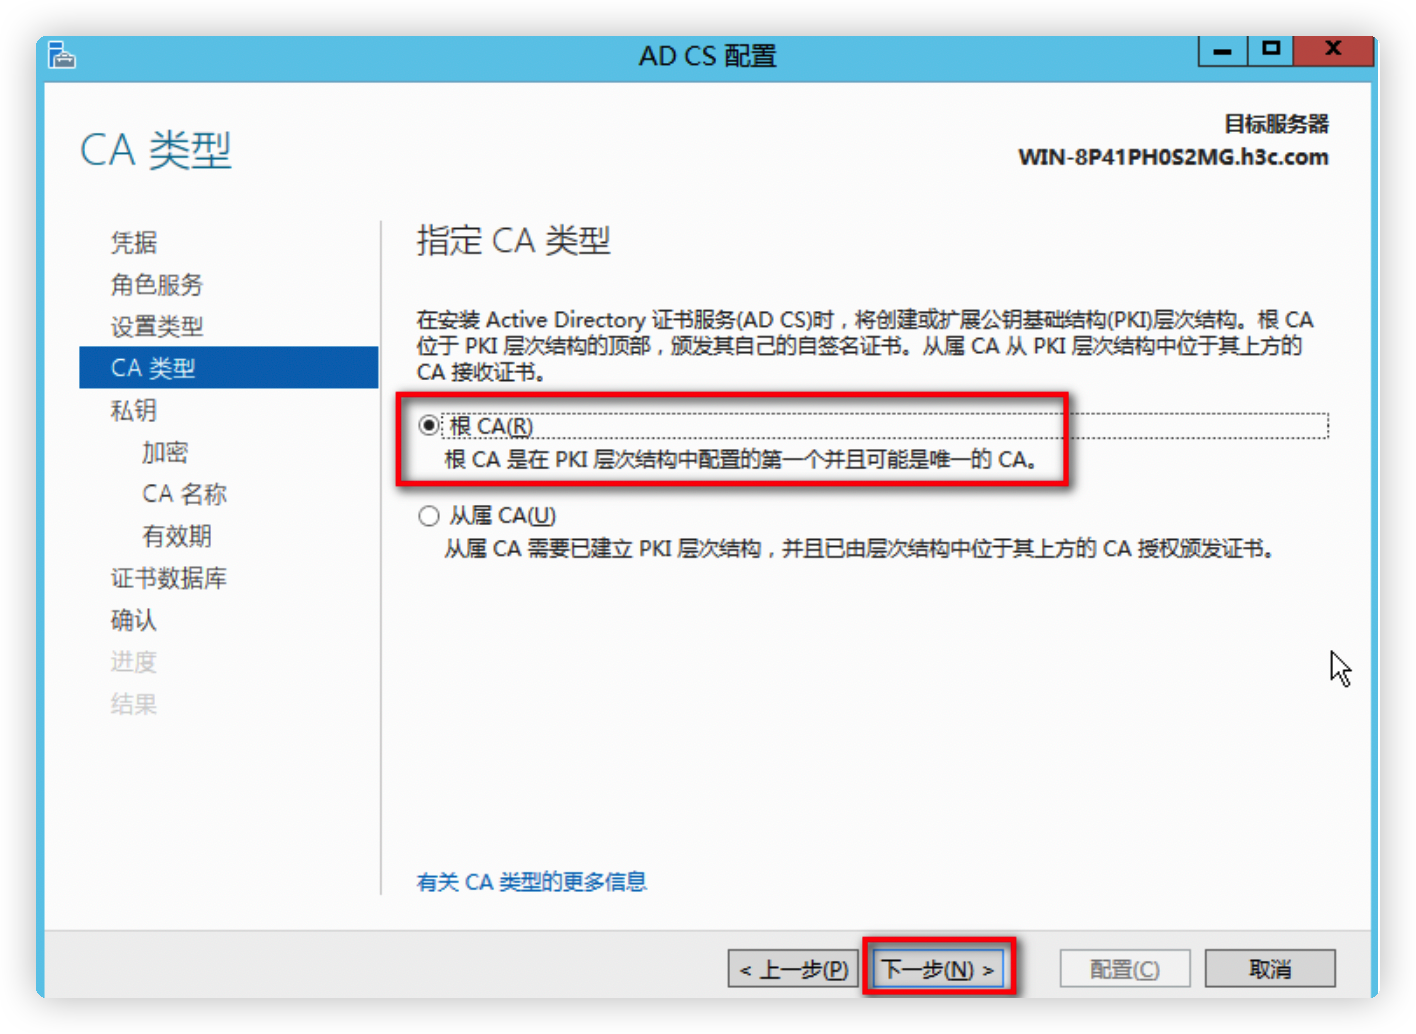 AD CS 配置
CA 类型
目标服务器
WIN-8P41PH0S2MG.h3c.com
凭据
角色服务
设置类型
CA 类型
私钥
加密
CA 名称
有效期
证书数据库
确认
进度
结果
指定 CA 类型
在安装 Active Directory 证书服务(AD CS)时，将创建或扩展公钥基础结构(PKI)层次结构。根 CA
位于 PKI 层次结构的顶部，颁发其自己的自签名证书。从属 CA 从 PKI 层次结构中位于其上方的
CA 接收证书。
根 CA(R)
根 CA 是在 PKI 层次结构中配置的第一个并且可能是唯一的 CA。
从属 CA(U)
从属 CA 需要已建立 PKI 层次结构，并且已由层次结构中位于其上方的 CA 授权颁发证书。
有关 CA 类型的更多信息
< 上一步(P)
下一步(N) >
配置(C)
取消